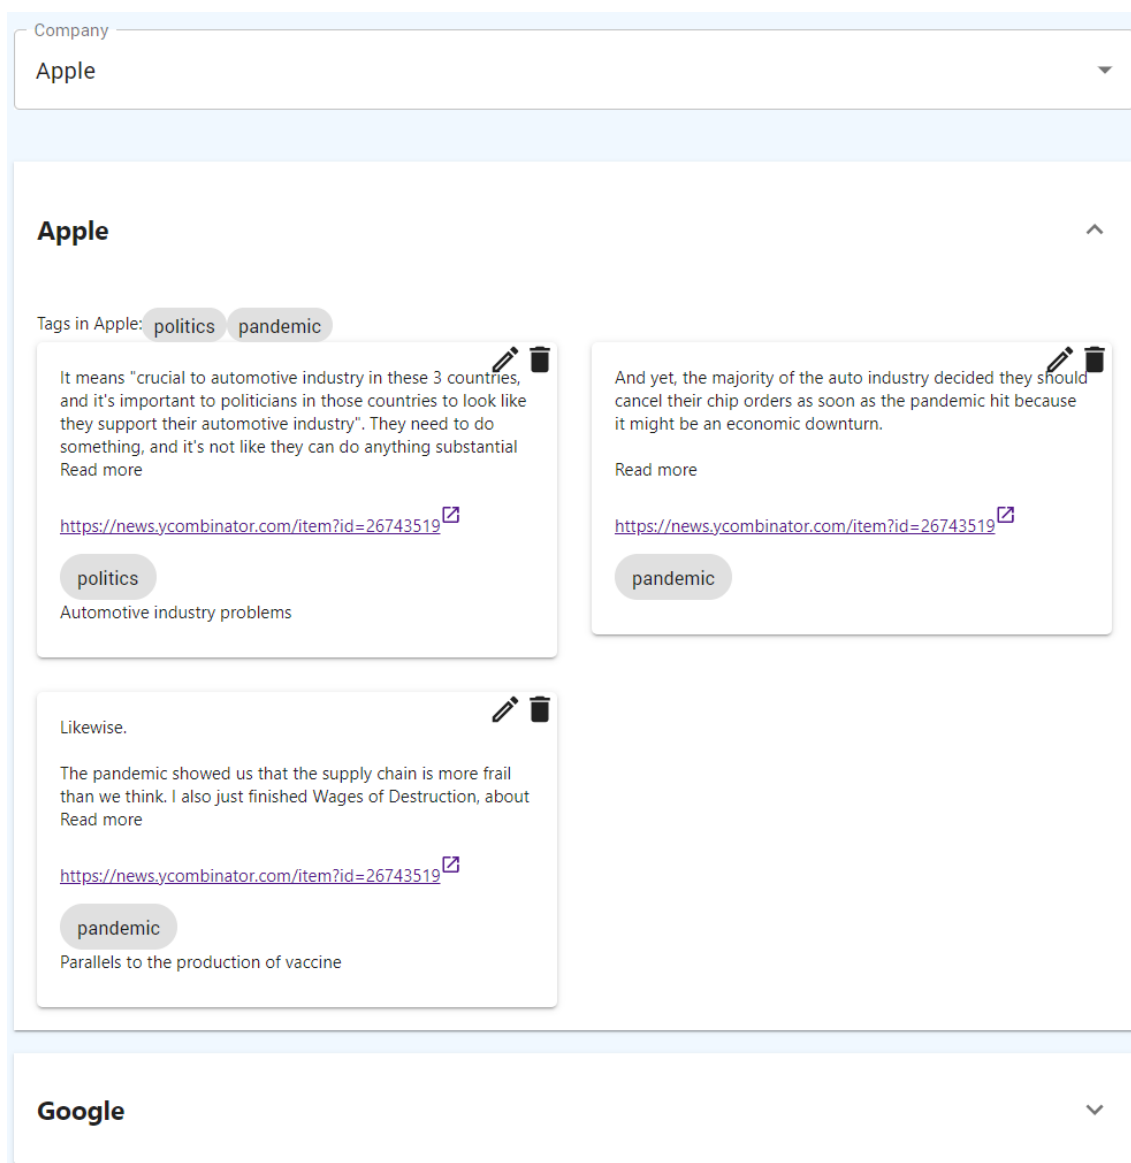 Company
Apple
Apple
Tags in Apple: politics pandemic
It means "crucial to automotive industry in these 3 countries,
and it's important to politicians in those countries to look like
they support their automotive industry". They need to do
something, and it's not like they can do anything substantial
Read more
https://news.ycombinator.com/item?id=26743519
politics
Automotive industry problems
And yet, the majority of the auto industry decided they should
cancel their chip orders as soon as the pandemic hit because
it might be an economic downturn.
Read more
https://news.ycombinator.com/item?id=26743519
pandemic
Likewise.
The pandemic showed us that the supply chain is more frail
than we think. I also just finished Wages of Destruction, about
Read more
https://news.ycombinator.com/item?id=26743519
pandemic
Parallels to the production of vaccine
Google